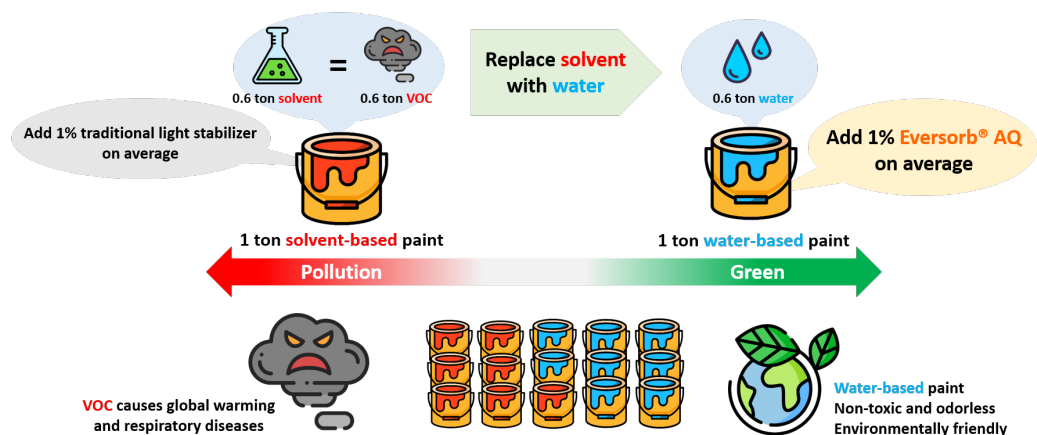 0.6 ton solvent
=
0.6 ton VOC
Replace solvent
with water
0.6 ton water
Add 1% traditional light stabilizer
on average
Add 1% Eversorb® AQ
on average
1 ton solvent-based paint
1 ton water-based paint
Pollution
Green
VOC causes global warming
and respiratory diseases
Water-based paint
Non-toxic and odorless
Environmentally friendly